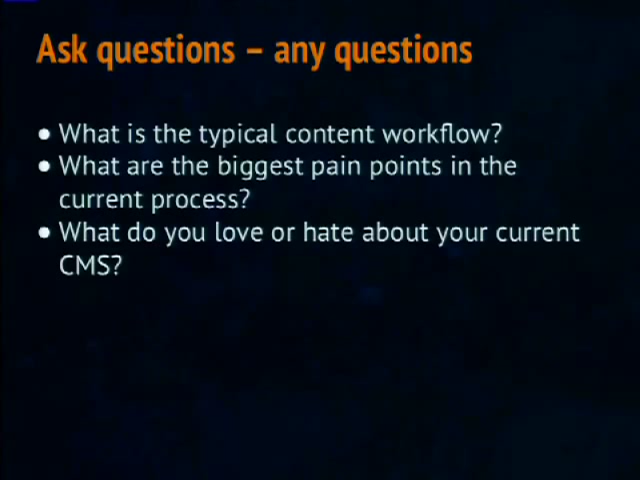 Ask questions – any questions
● What is the typical content workflow?
● What are the biggest pain points in the
current process?
● What do you love or hate about your current
CMS?